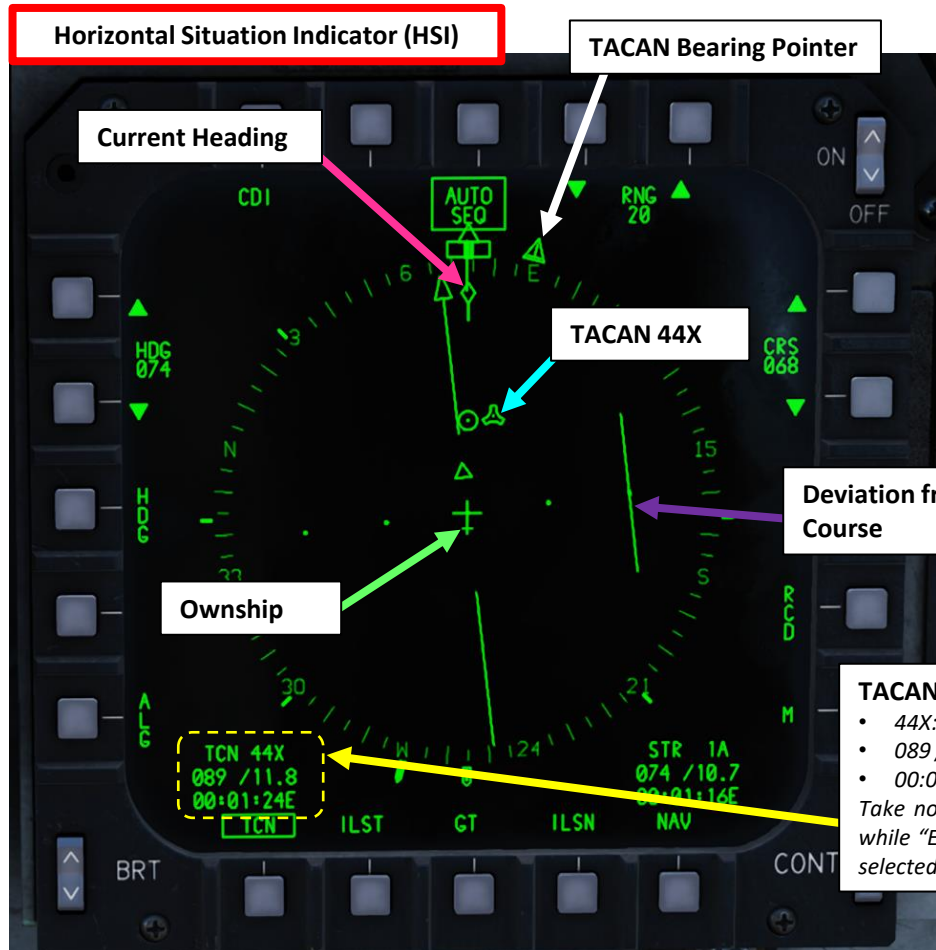 Horizontal Situation Indicator (HSI)
TACAN Bearing Pointer
Current Heading
ON
OFF
CDI
AUTO
SEQ
RNG
20
6
E
3
TACAN 44X
HDG
074
CRS
068
N
15
HDG
Deviation
Course
33
S
Ownship
RCD
30
21
ALG
M
TACAN
• 44X:
W
24
TCN 44X
089 /11.8
00:01:24E
STR 1A
074 /10.7
00:01:16E
• 089
• 00:0
Take no
while "E
selected
TCN
ILST
GT
ILSN
NAV
BRT
CONT